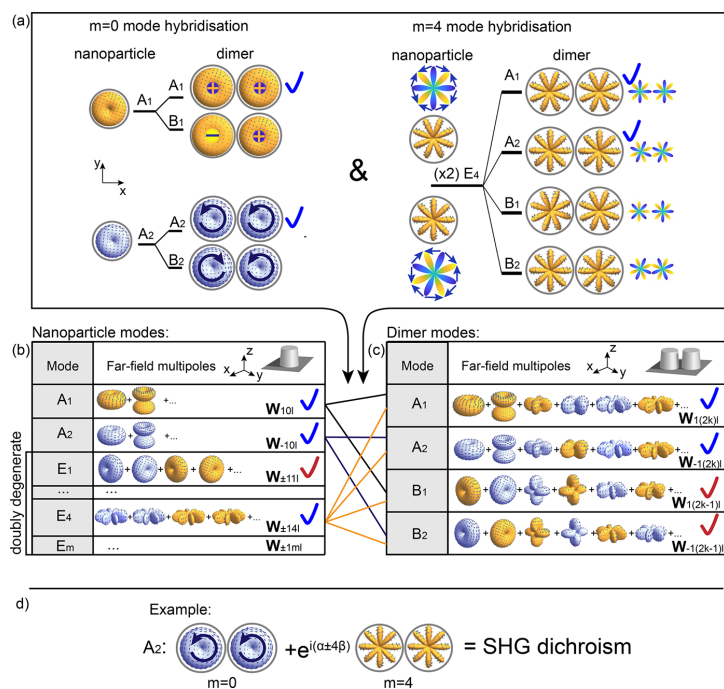 (a)
m=0 mode hybridisation
m=4 mode hybridisation
nanoparticle
dimer
nanoparticle
dimer
A1
A1
B1
y
x
A2
A2
B2
&
(x2) E4
A1
A2
B1
B2
Nanoparticle modes:
Dimer modes:
(b)
Mode
Far-field multipoles
x
z
y
A1
+
+...
W10l
A2
+
+...
W-10l
doubly degenerate
E1
+ + + +...
W±11l
...
...
E4
+ + + +...
W±14l
Em
...
W±1ml
(c)
Mode
Far-field multipoles
x
z
y
A1
+ + + + + +...
W1(2k)l
A2
+ + + + + +...
W-1(2k)l
B1
+ + + + + +...
W1(2k-1)l
B2
+ + + + + +...
W-1(2k-1)l
d)
Example:
A2: +e^i(α±4β) = SHG dichroism
m=0
m=4